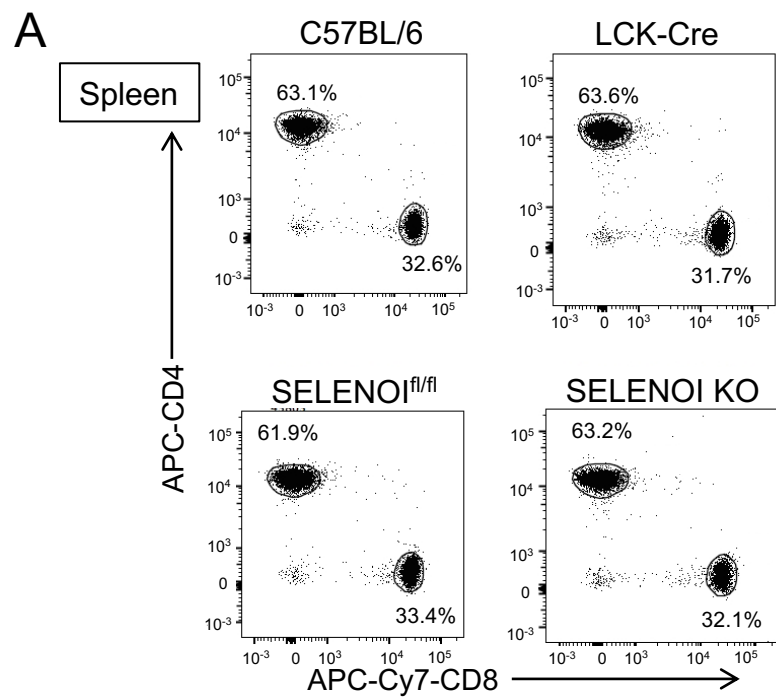 A
C57BL/6
LCK-Cre
Spleen
63.1%
32.6%
10⁵
10⁴
10³
0
10⁻³
10⁻³ 0 10³ 10⁴ 10⁵
63.6%
31.7%
10⁵
10⁴
10³
0
10⁻³
10⁻³ 0 10³ 10⁴ 10⁵
APC-CD4
SELENOI^fl/fl
SELENOI KO
61.9%
33.4%
10⁵
10⁴
10³
0
10⁻³
10⁻³ 0 10³ 10⁴ 10⁵
63.2%
32.1%
10⁵
10⁴
10³
0
10⁻³
10⁻³ 0 10³ 10⁴ 10⁵
APC-Cy7-CD8